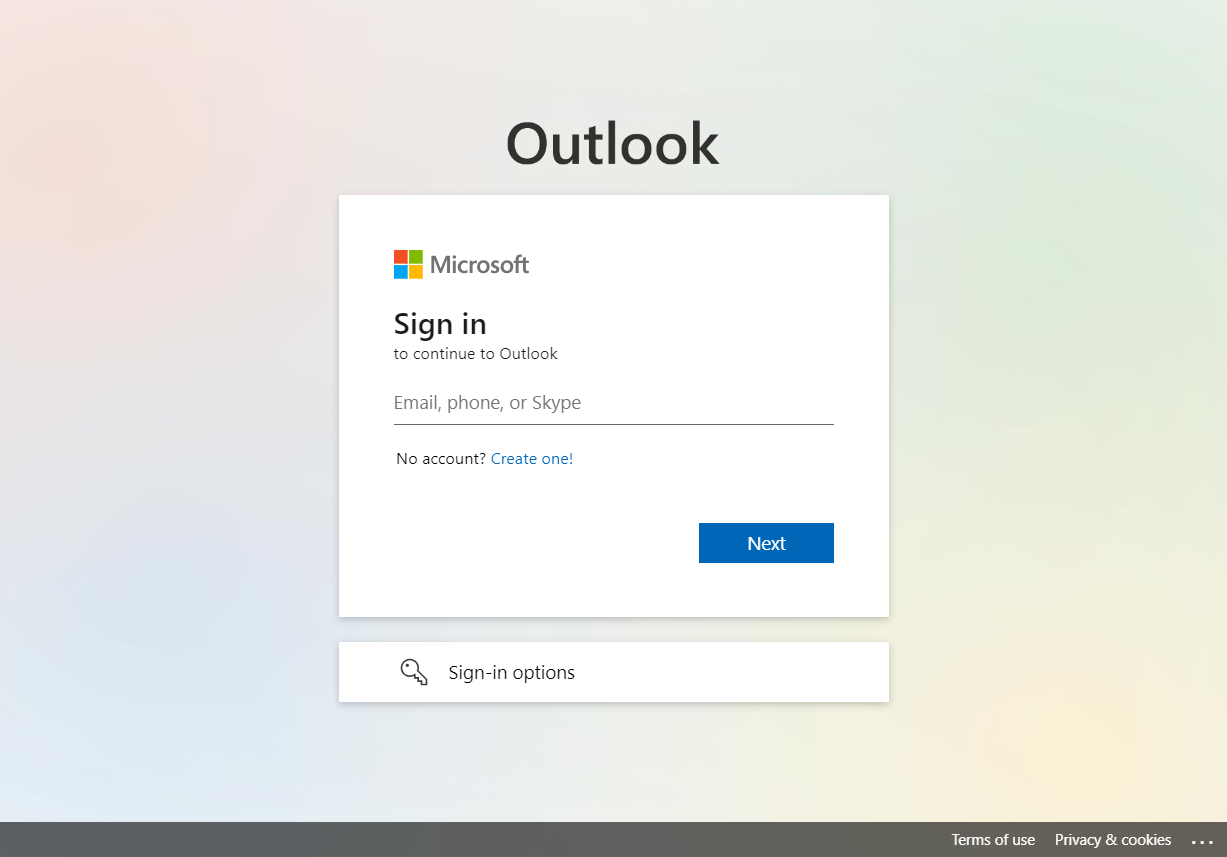 Outlook
Microsoft
Sign in
to continue to Outlook
Email, phone, or Skype
No account? Create one!
Next
Sign-in options
Terms of use Privacy & cookies ...